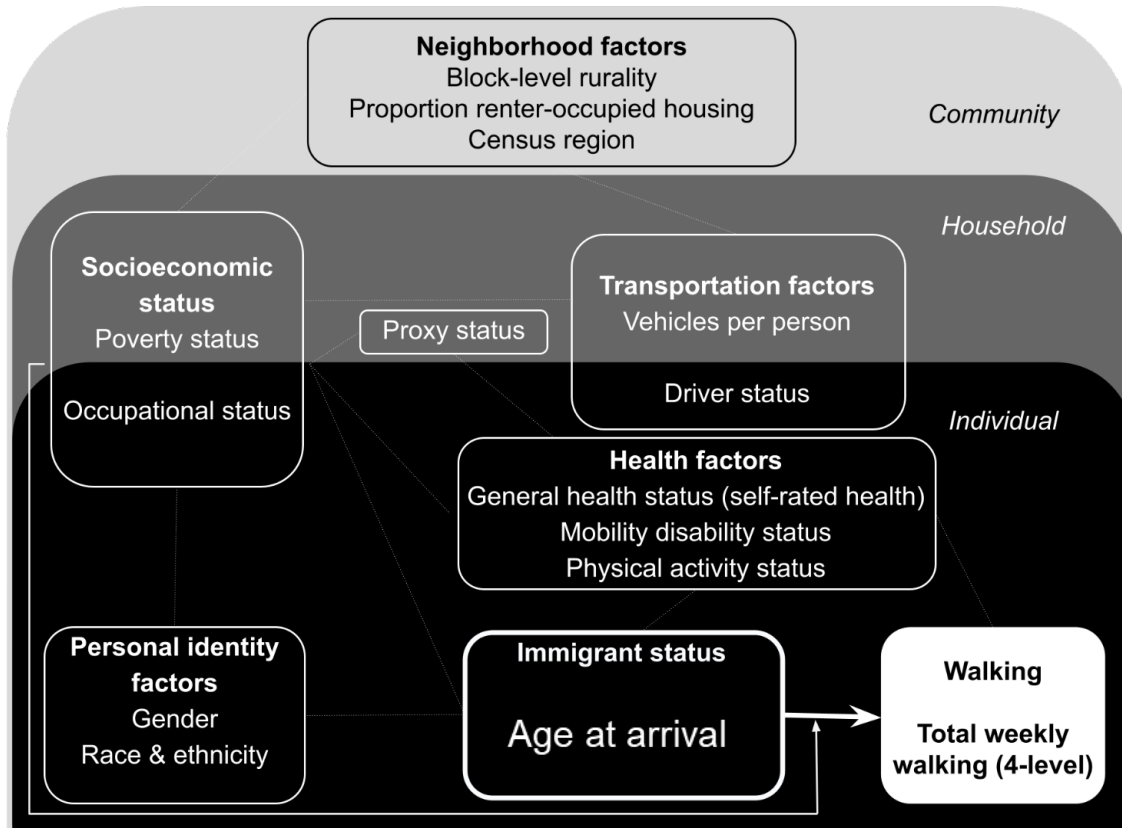 Neighborhood factors
Block-level rurality
Proportion renter-occupied housing
Census region
Community
Household
Socioeconomic
status
Poverty status
Occupational status
Transportation factors
Vehicles per person
Driver status
Proxy status
Individual
Health factors
General health status (self-rated health)
Mobility disability status
Physical activity status
Personal identity
factors
Gender
Race & ethnicity
Immigrant status
Age at arrival
Walking
Total weekly
walking (4-level)